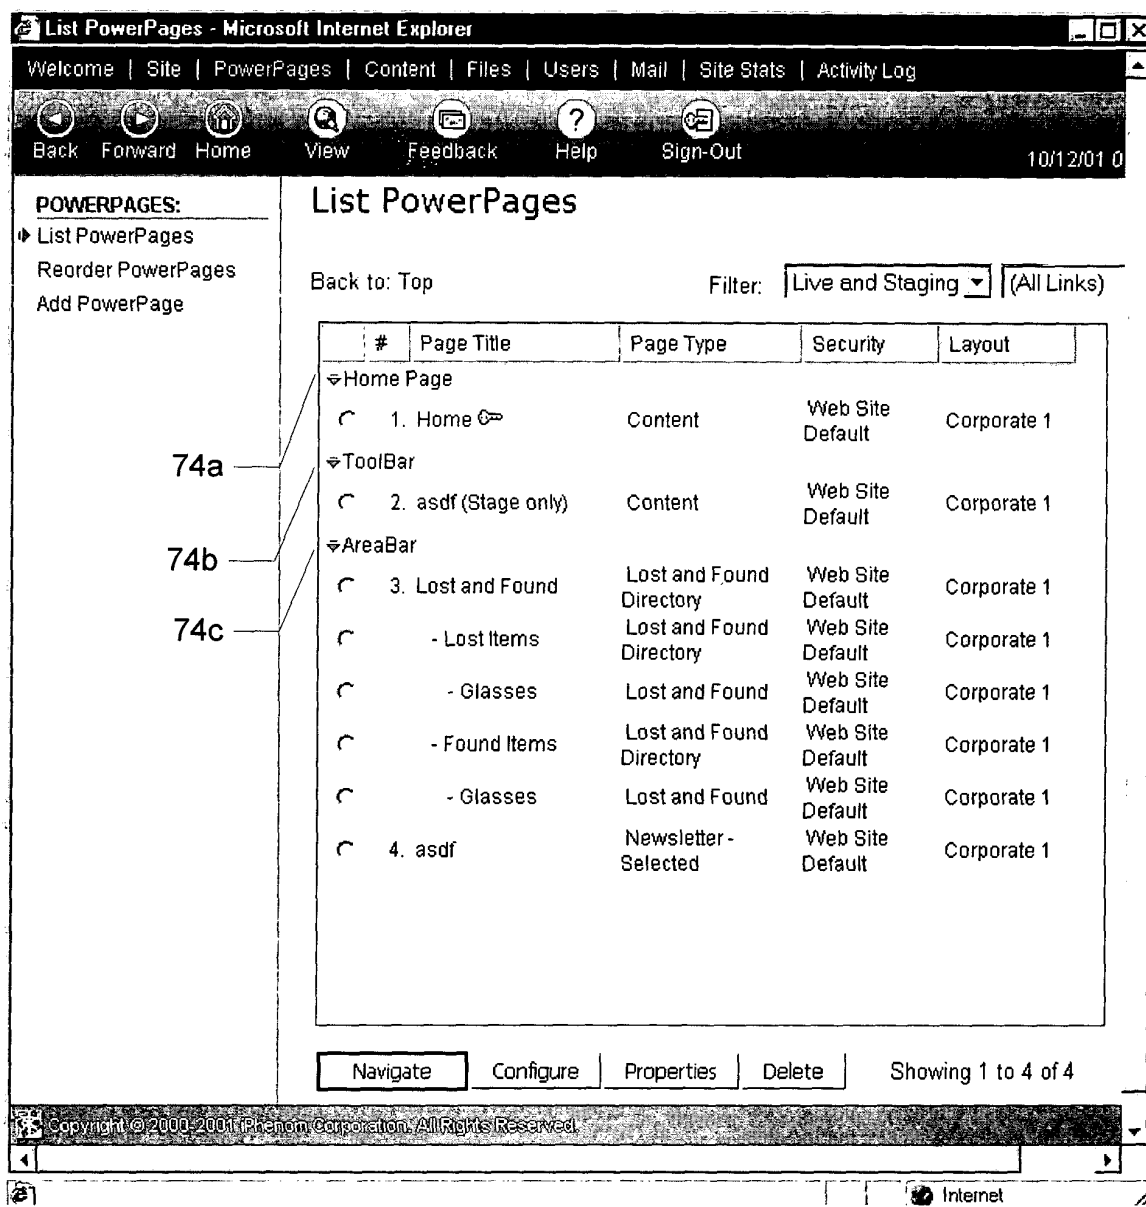 List PowerPages - Microsoft Internet Explorer
Welcome | Site | PowerPages | Content | Files | Users | Mail | Site Stats | Activity Log
Back Forward Home View Feedback Help Sign-Out
10/12/01 0
POWERPAGES:
List PowerPages
Reorder PowerPages
Add PowerPage
List PowerPages
Back to: Top Filter: Live and Staging (All Links)
# Page Title Page Type Security Layout
Home Page
1. Home Content Web Site Default Corporate 1
74a
ToolBar
2. asdf (Stage only) Content Web Site Default Corporate 1
74b
AreaBar
3. Lost and Found Lost and Found Directory Web Site Default Corporate 1
74c
- Lost Items Lost and Found Directory Web Site Default Corporate 1
- Glasses Lost and Found Web Site Default Corporate 1
- Found Items Lost and Found Directory Web Site Default Corporate 1
- Glasses Lost and Found Web Site Default Corporate 1
4. asdf Newsletter - Selected Web Site Default Corporate 1
Navigate Configure Properties Delete Showing 1 to 4 of 4
Copyright © 2000-2001 iPhenom Corporation. All Rights Reserved.
Internet